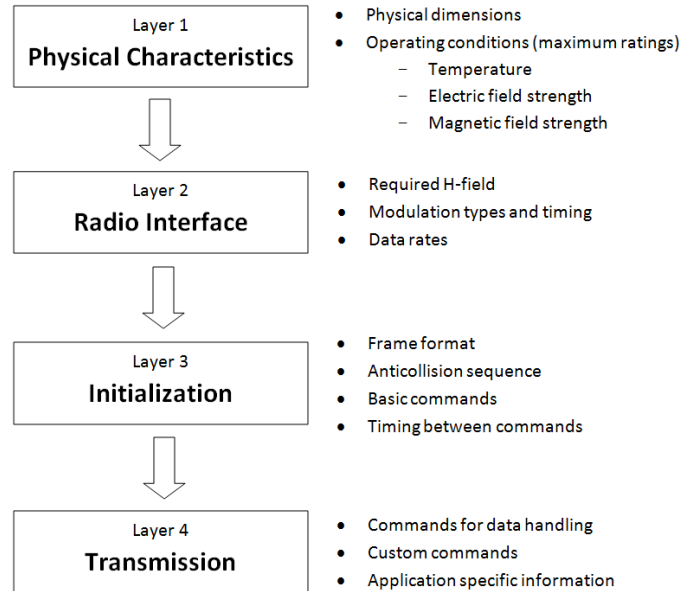 Layer 1
Physical Characteristics
• Physical dimensions
• Operating conditions (maximum ratings)
– Temperature
– Electric field strength
– Magnetic field strength
Layer 2
Radio Interface
• Required H-field
• Modulation types and timing
• Data rates
Layer 3
Initialization
• Frame format
• Anticollision sequence
• Basic commands
• Timing between commands
Layer 4
Transmission
• Commands for data handling
• Custom commands
• Application specific information